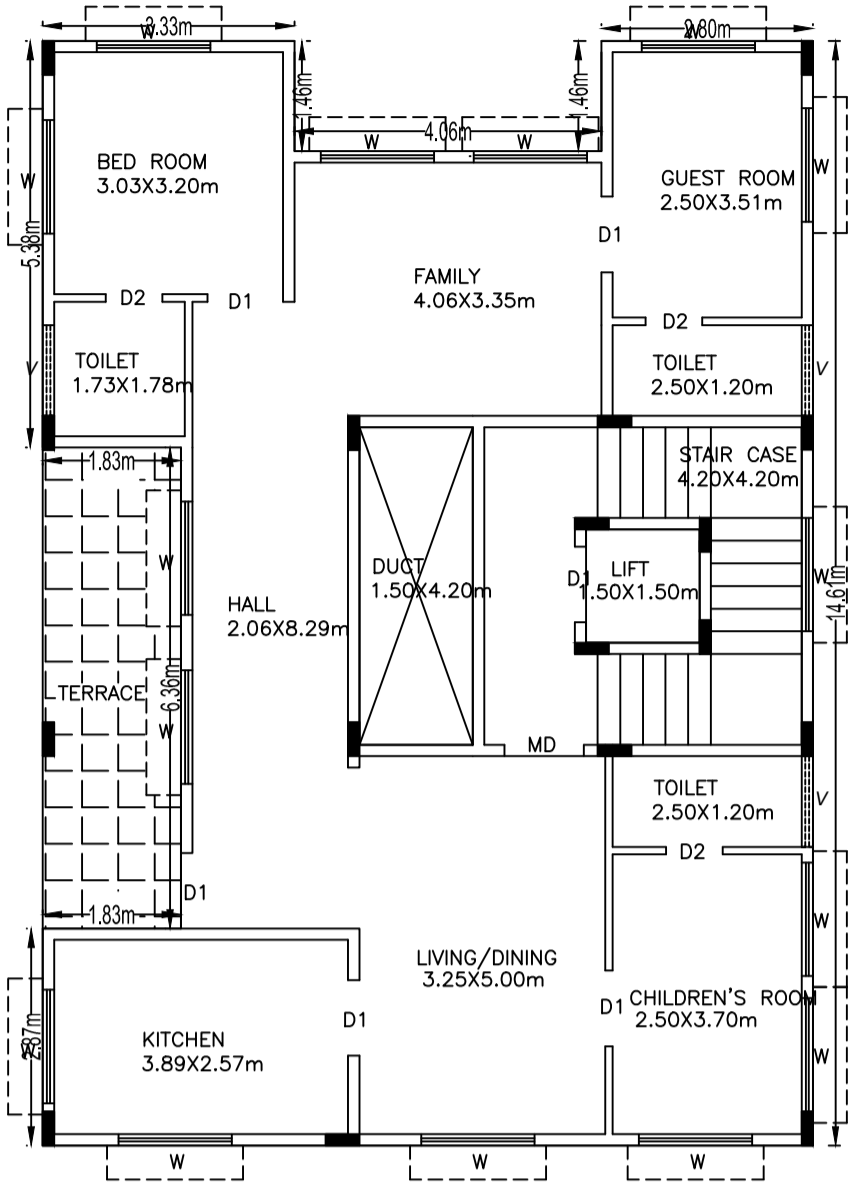 3.33m
W
2.80m
W
1.46m
1.46m
4.06m
W
W
BED ROOM
3.03X3.20m
W
GUEST ROOM
2.50X3.51m
W
5.38m
D1
FAMILY
4.06X3.35m
D2
D1
D2
TOILET
1.73X1.78m
V
TOILET
2.50X1.20m
V
1.83m
STAIR CASE
4.20X4.20m
W
DUCT
1.50X4.20m
D1
LIFT
1.50X1.50m
W
14.61m
HALL
2.06X8.29m
TERRACE
6.36m
W
MD
TOILET
2.50X1.20m
V
D2
D1
1.83m
W
LIVING/DINING
3.25X5.00m
D1
CHILDREN'S ROOM
2.50X3.70m
D1
KITCHEN
3.89X2.57m
2.87m
W
W
W
W
W